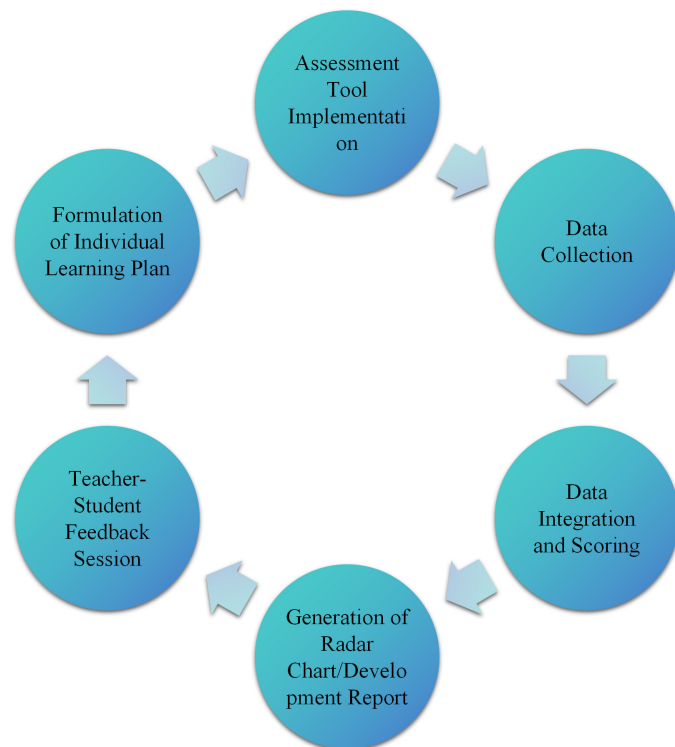 Assessment
Tool
Implementati
on
Data
Collection
Data
Integration
and Scoring
Generation of
Radar
Chart/Develo
pment Report
Teacher-
Student
Feedback
Session
Formulation
of Individual
Learning Plan